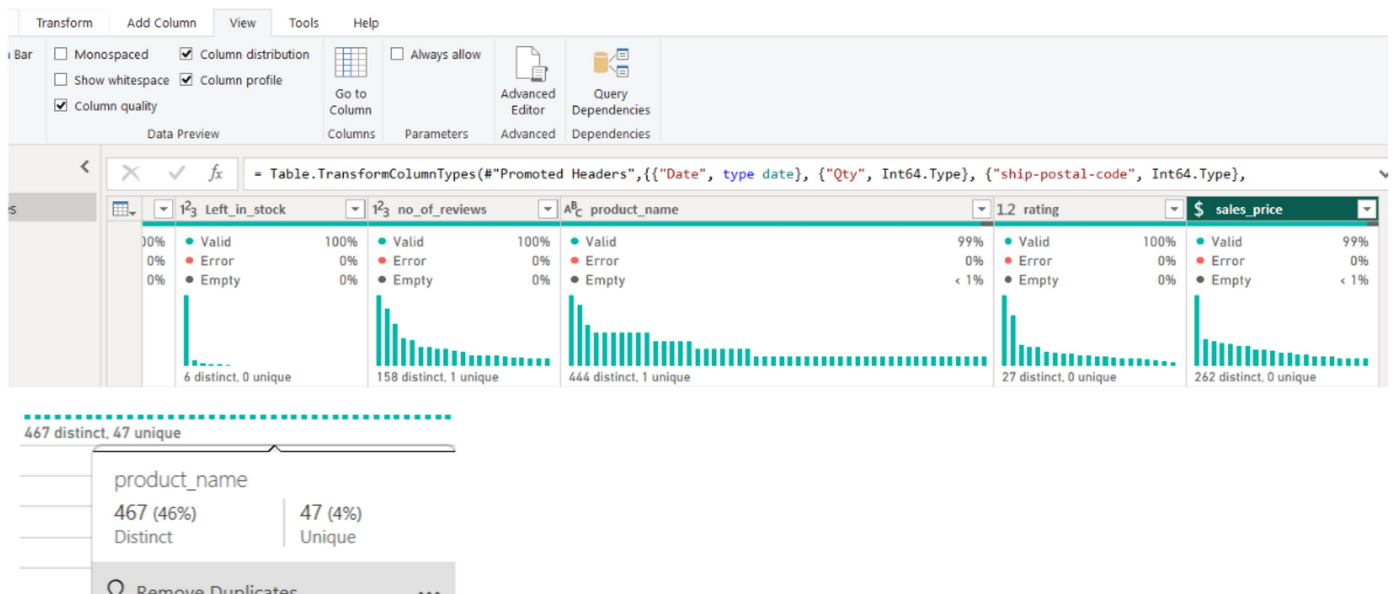 Transform Add Column View Tools Help
Bar Monospaced Column distribution Always allow
Show whitespace Column profile
Column quality
Go to Column
Advanced Editor
Query Dependencies
Data Preview Columns Parameters Advanced Dependencies
fx = Table.TransformColumnTypes(#"Promoted Headers",{{"Date", type date}, {"Qty", Int64.Type}, {"ship-postal-code", Int64.Type},
123 Left_in_stock 123 no_of_reviews ABC product_name 1.2 rating $ sales_price
Valid 100% Valid 100% Valid 99% Valid 100% Valid 99%
0% Error 0% Error 0% Error 0% Error 0% Error 0%
0% Empty 0% Empty 0% Empty < 1% Empty 0% Empty < 1%
6 distinct, 0 unique 158 distinct, 1 unique 444 distinct, 1 unique 27 distinct, 0 unique 262 distinct, 0 unique
467 distinct, 47 unique
product_name
467 (46%) 47 (4%)
Distinct Unique
Remove Duplicates ...